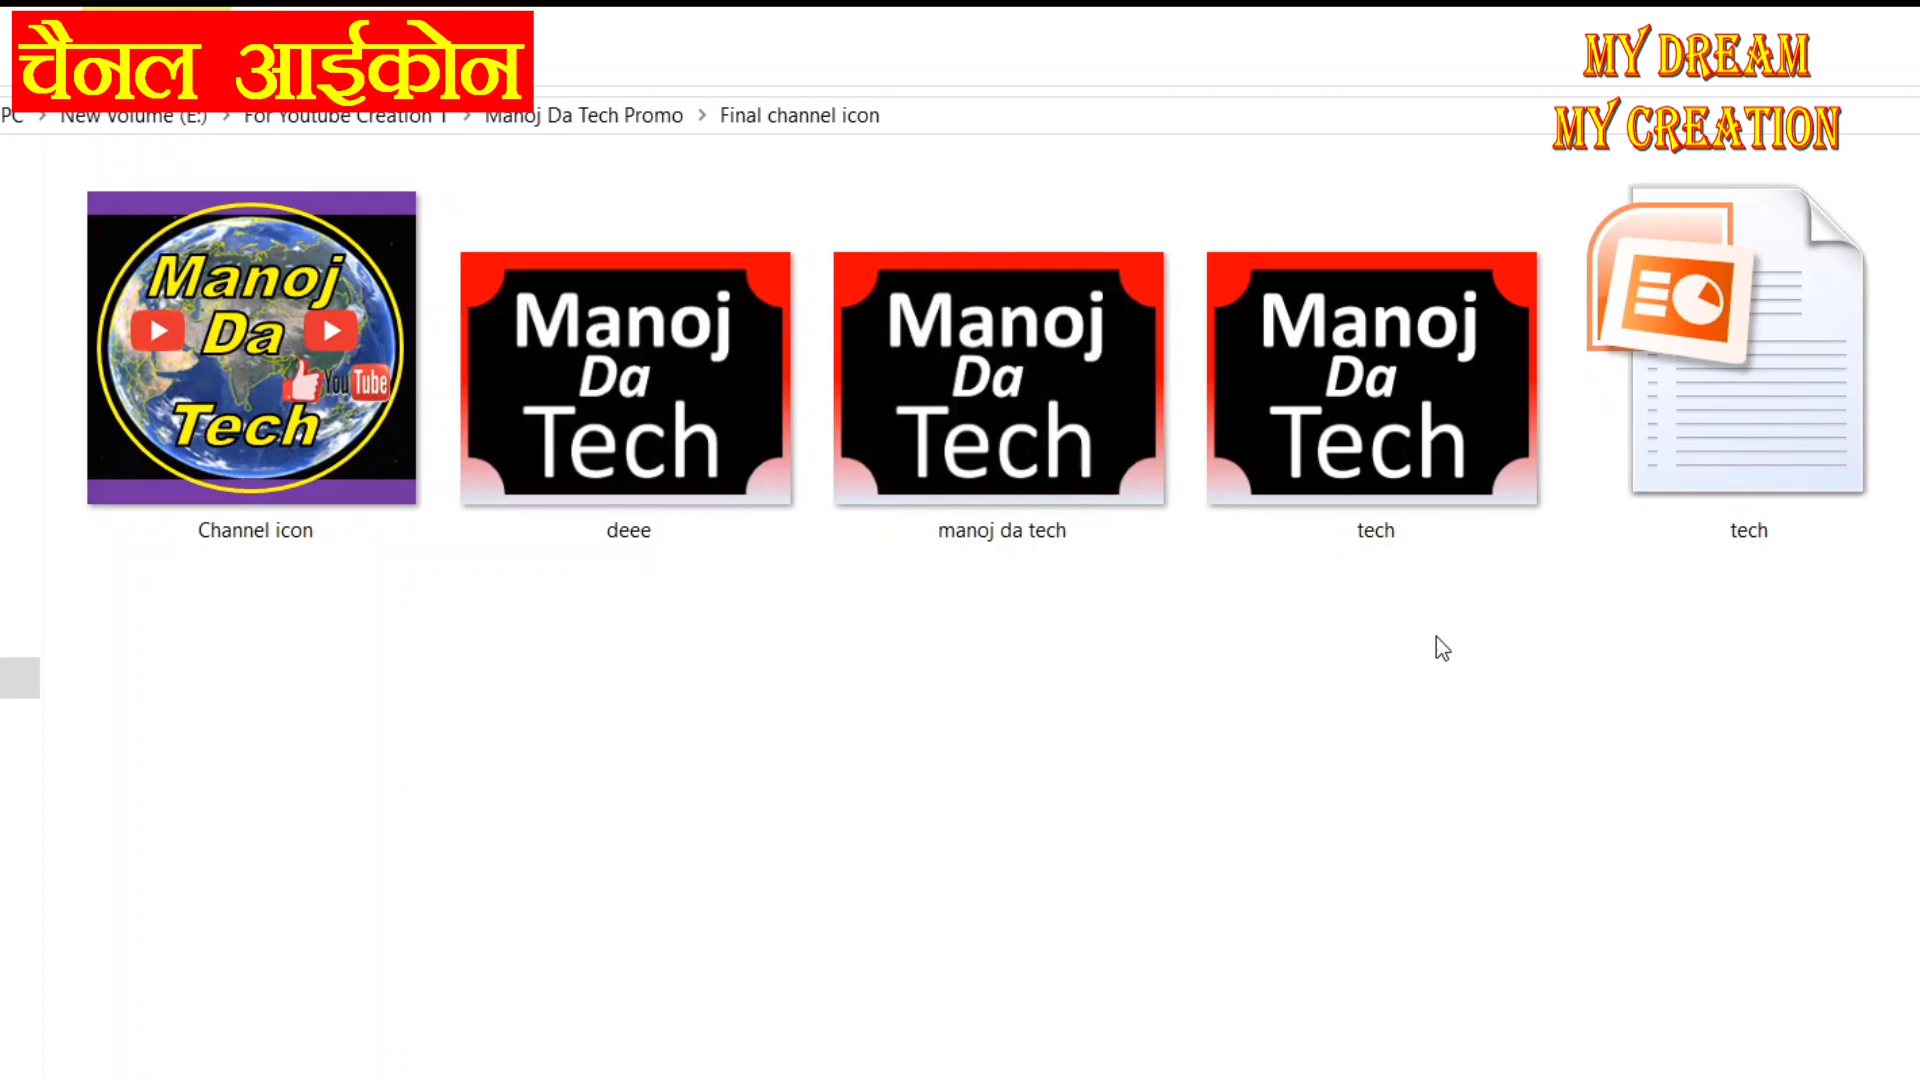 चैनल आईकोन
MY DREAM
MY CREATION
PC > New Volume (E:) > For Youtube Creation 1 > Manoj Da Tech Promo > Final channel icon
Manoj
Da
YouTube
Tech
Manoj
Da
Tech
Manoj
Da
Tech
Manoj
Da
Tech
Channel icon
deee
manoj da tech
tech
tech